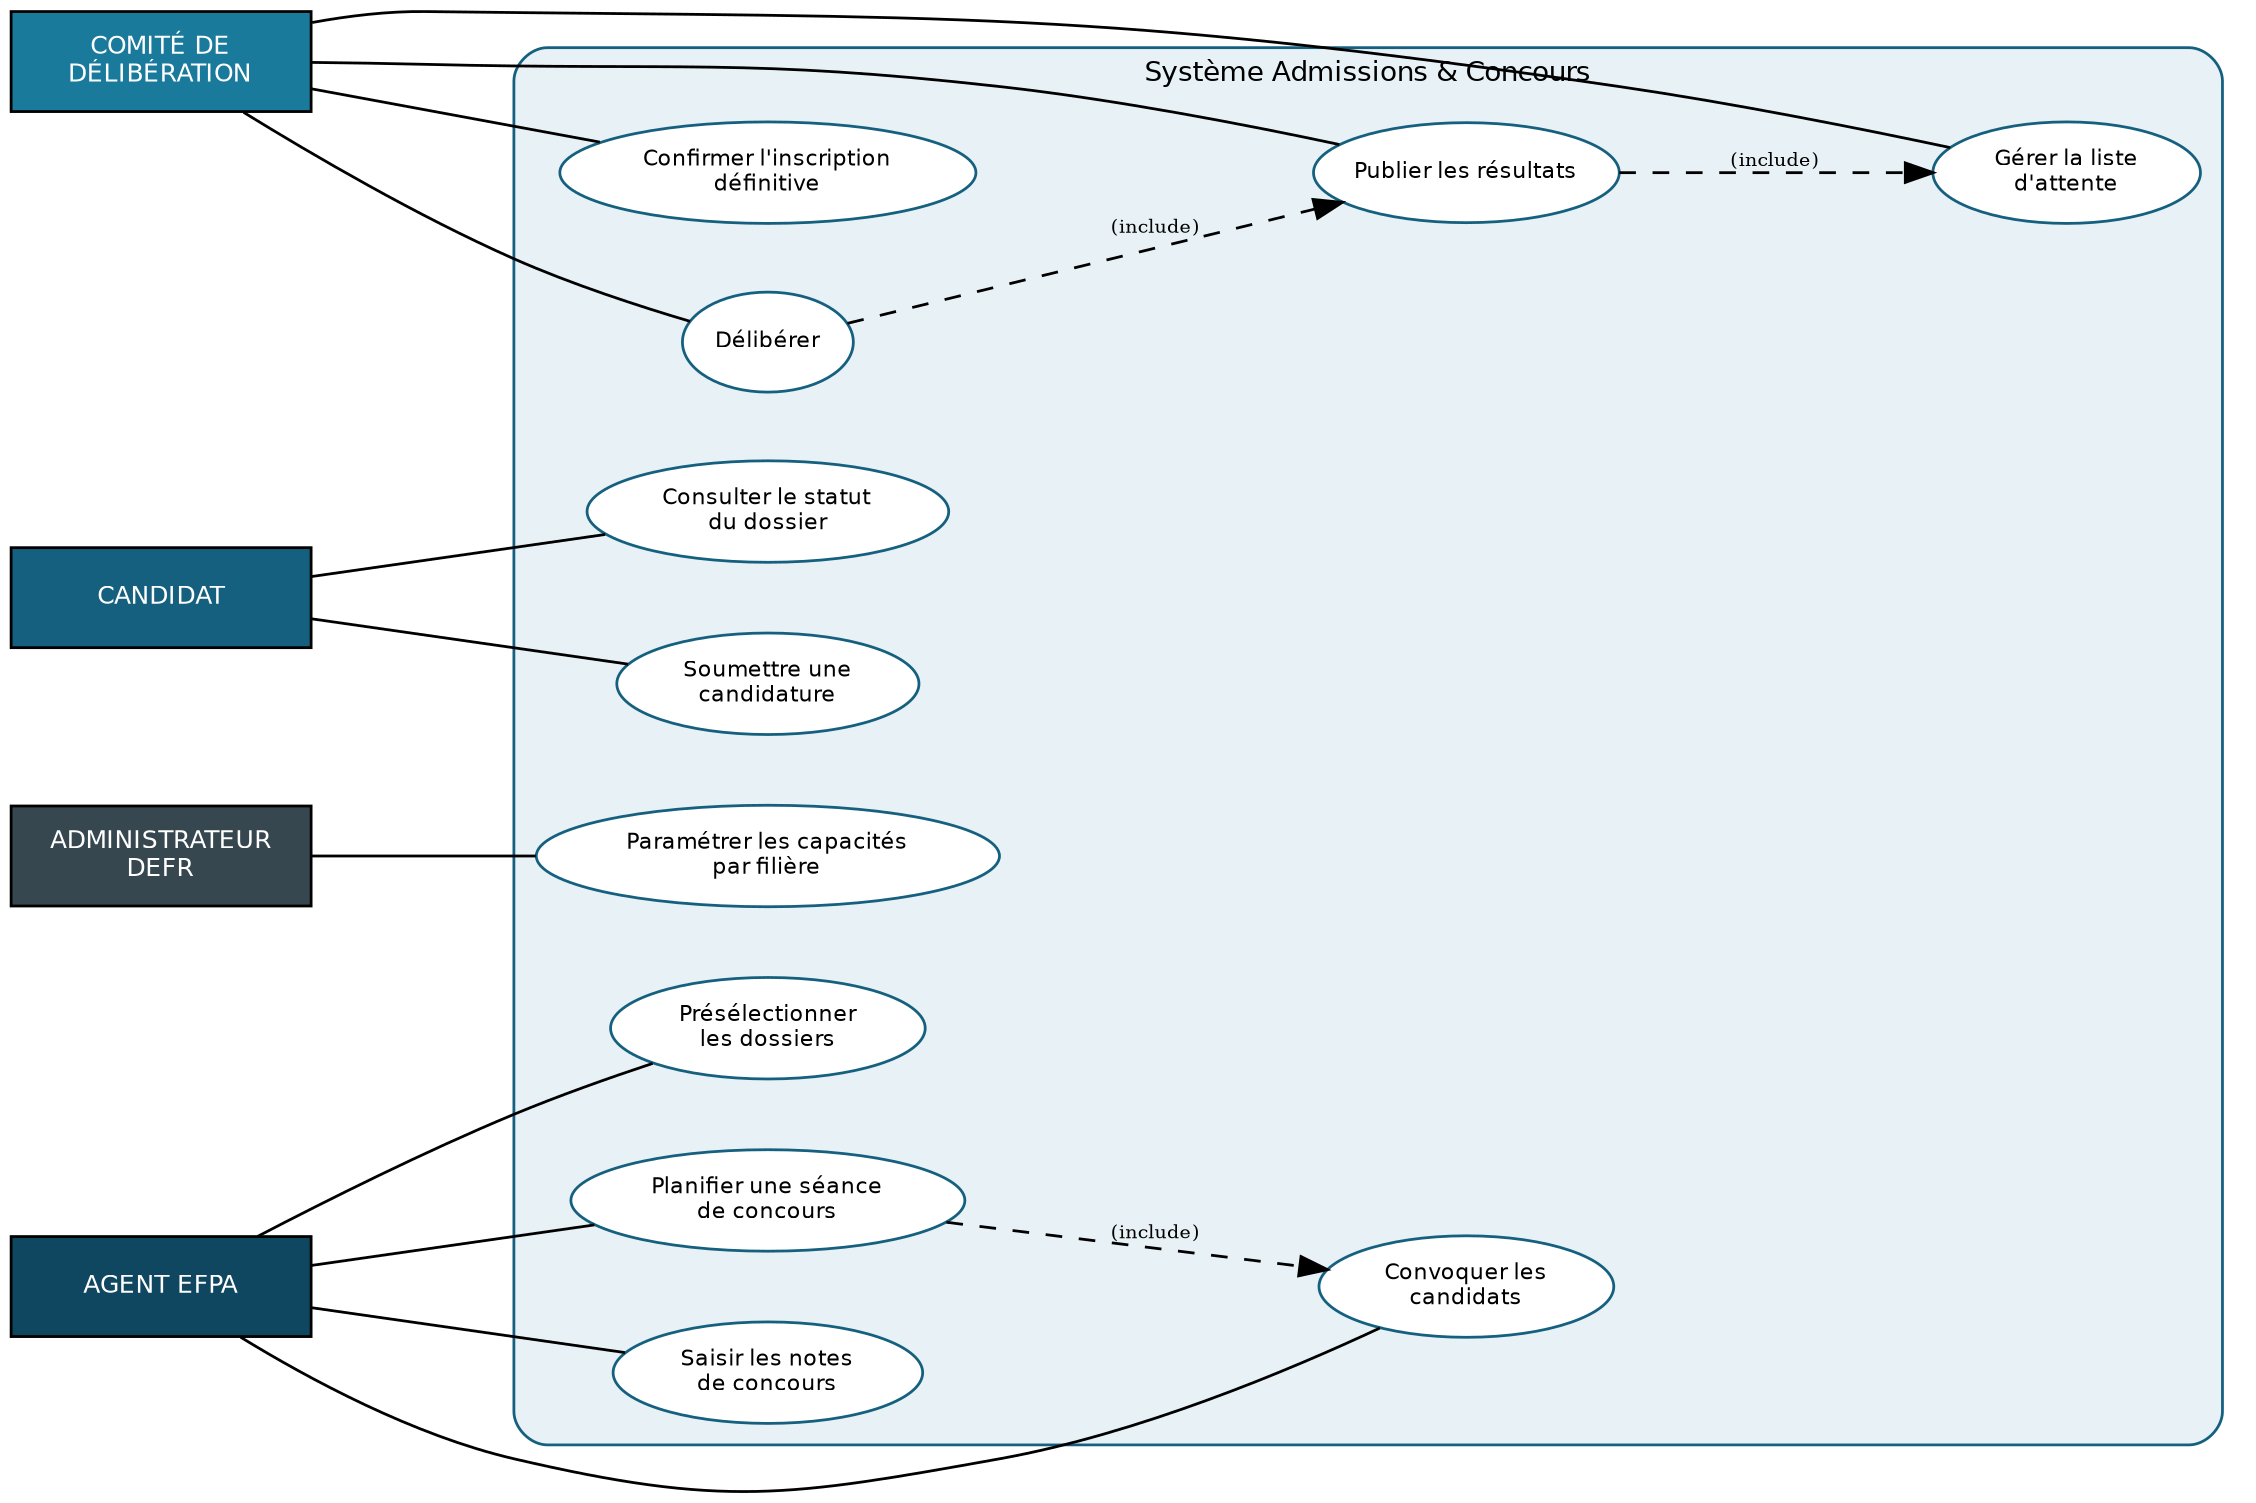 COMITÉ DE
DÉLIBÉRATION
Système Admissions & Concours
Confirmer l'inscription
définitive
Publier les résultats
(include)
Gérer la liste
d'attente
(include)
Délibérer
Consulter le statut
du dossier
CANDIDAT
Soumettre une
candidature
ADMINISTRATEUR
DEFR
Paramétrer les capacités
par filière
Présélectionner
les dossiers
Planifier une séance
de concours
(include)
AGENT EFPA
Convoquer les
candidats
Saisir les notes
de concours